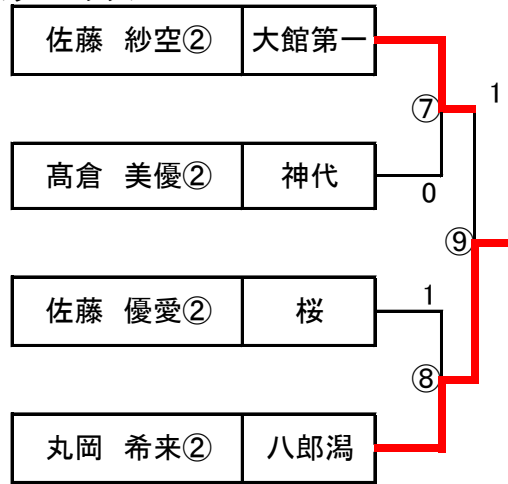 佐藤 紗空② 大館第一
1
⑦
髙倉 美優② 神代
0
⑨
佐藤 優愛② 桜
1
⑧
丸岡 希来② 八郎潟